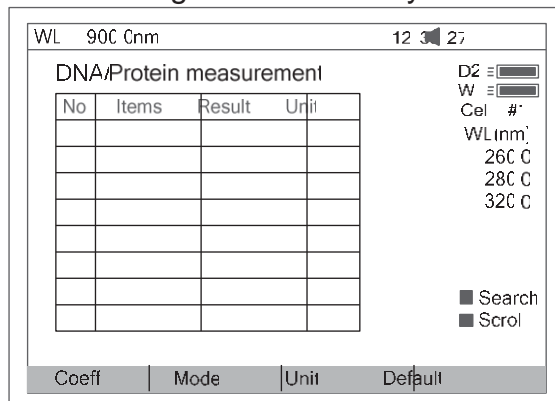 WL 900.0nm 12:34:27
DNA/Protein measurement
No Items Result Unit
D2
W
Cell #1
WL(nm)
260.0
280.0
320.0
Search
Scroll
Coeff Mode Unit Default